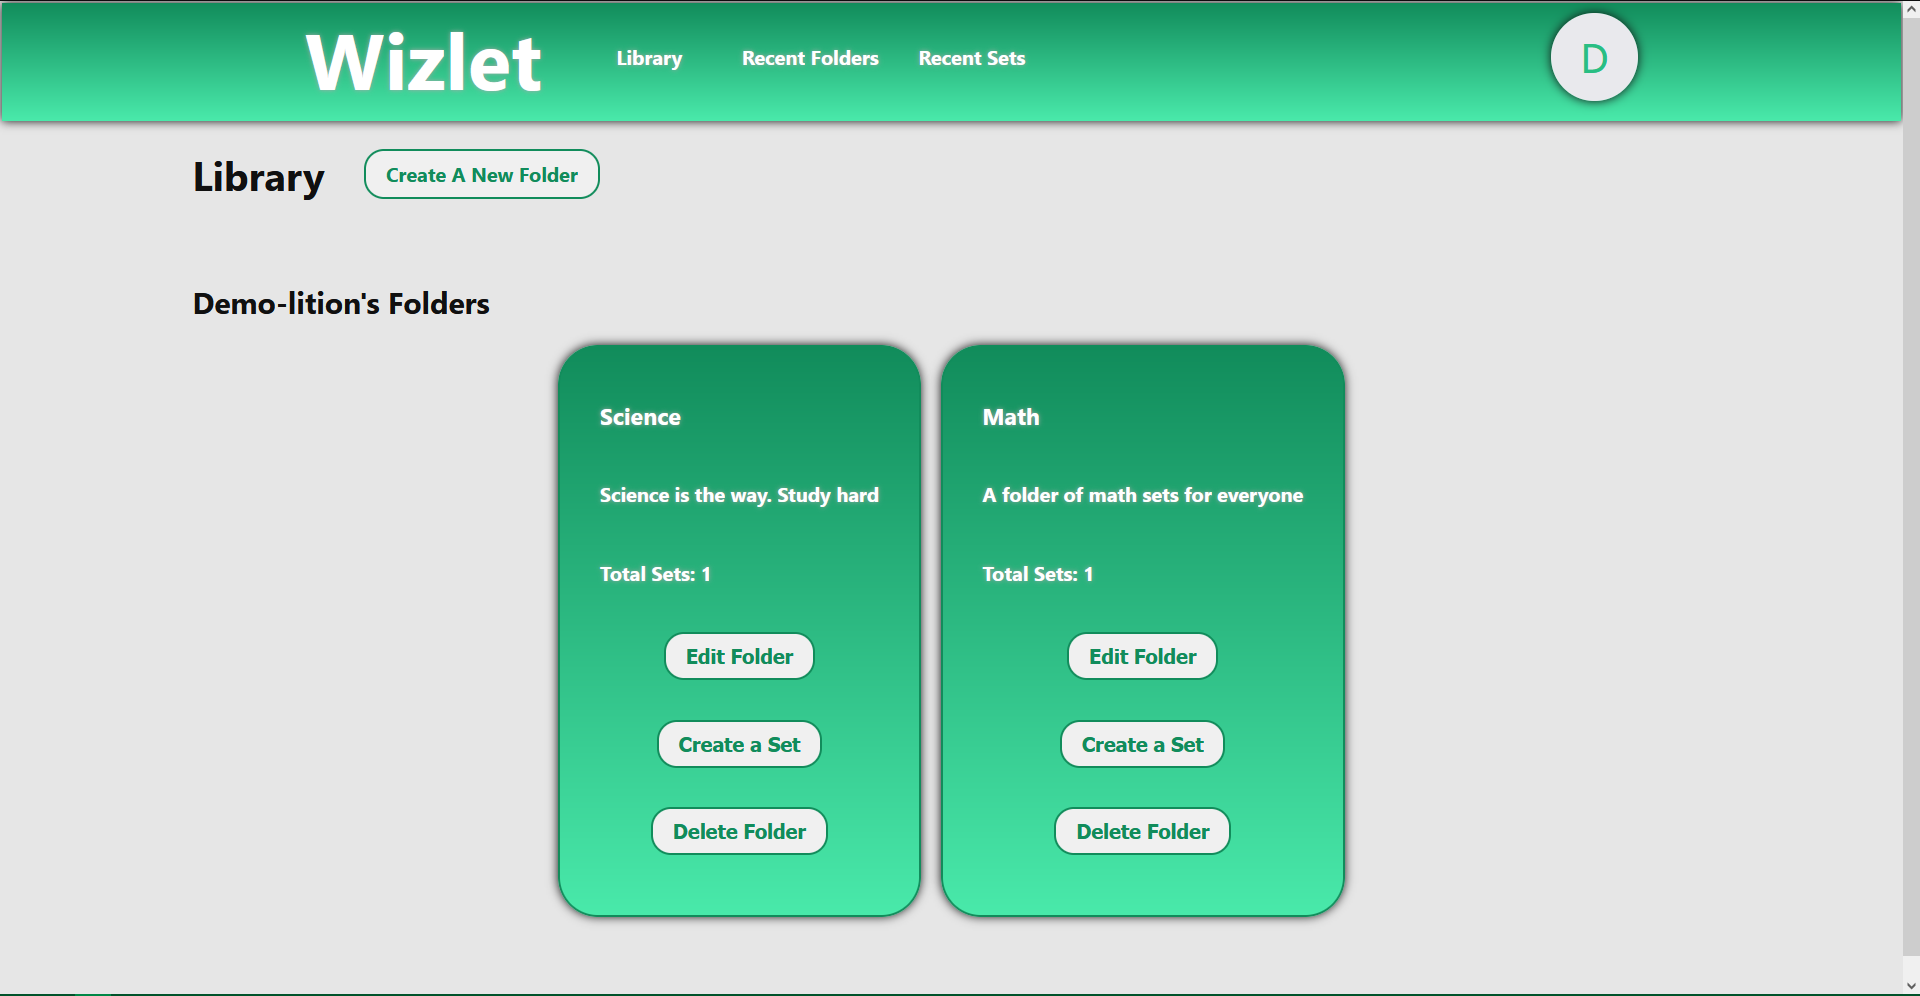 Wizlet
Library
Recent Folders
Recent Sets
D
Library
Create A New Folder
Demo-lition's Folders
Science
Science is the way. Study hard
Total Sets: 1
Edit Folder
Create a Set
Delete Folder
Math
A folder of math sets for everyone
Total Sets: 1
Edit Folder
Create a Set
Delete Folder